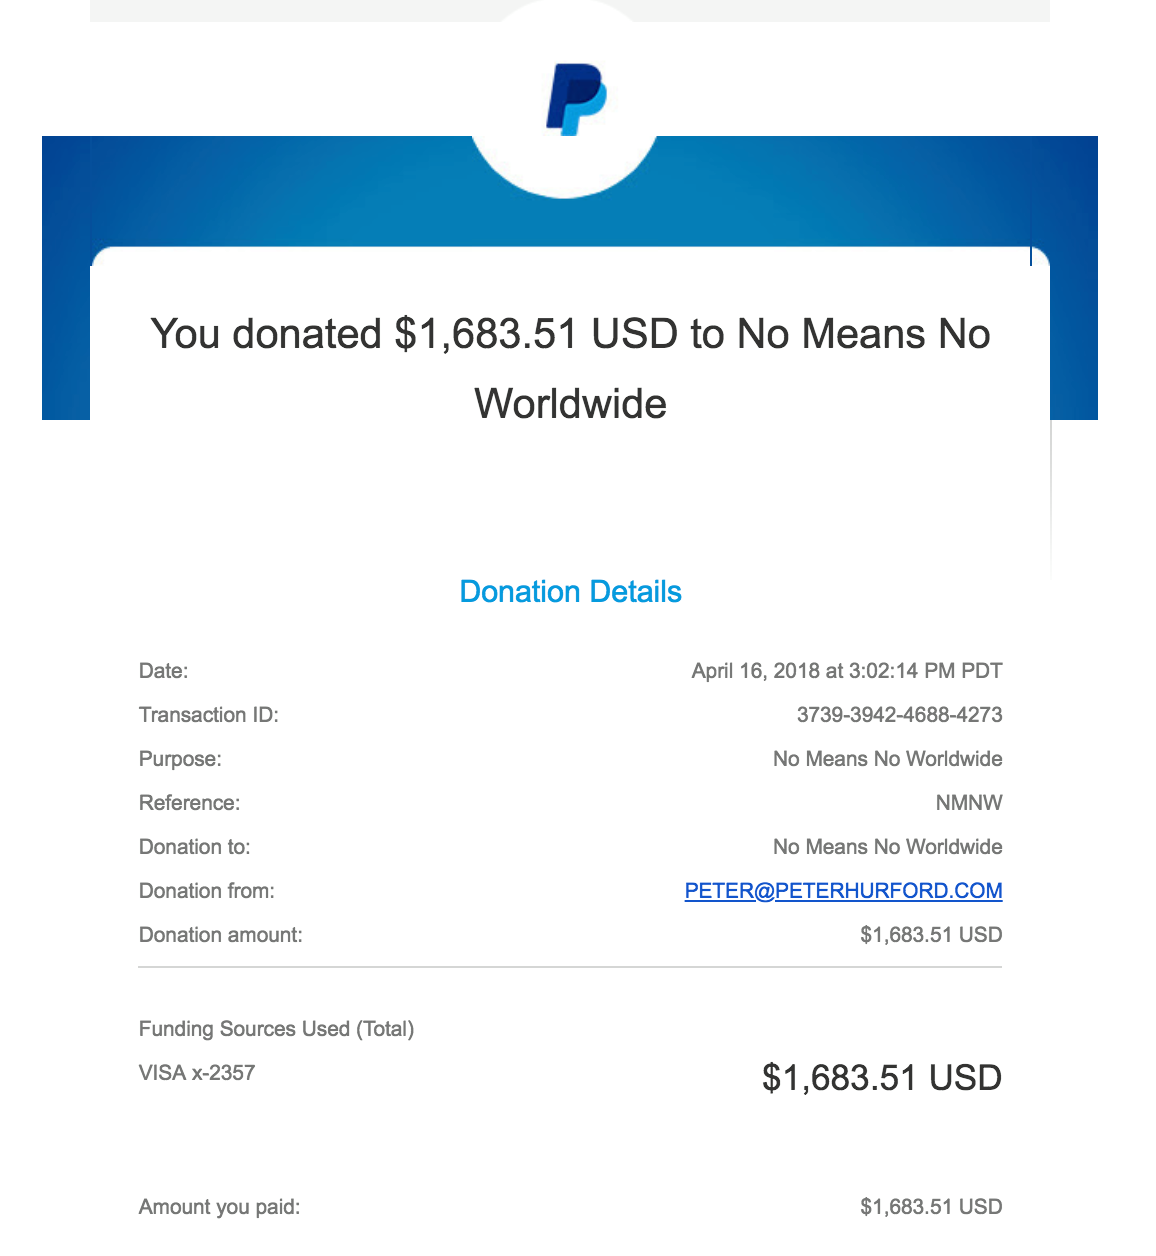 You donated $1,683.51 USD to No Means No
Worldwide
Donation Details
Date: April 16, 2018 at 3:02:14 PM PDT
Transaction ID: 3739-3942-4688-4273
Purpose: No Means No Worldwide
Reference: NMNW
Donation to: No Means No Worldwide
Donation from: PETER@PETERHURFORD.COM
Donation amount: $1,683.51 USD
Funding Sources Used (Total)
VISA x-2357 $1,683.51 USD
Amount you paid: $1,683.51 USD